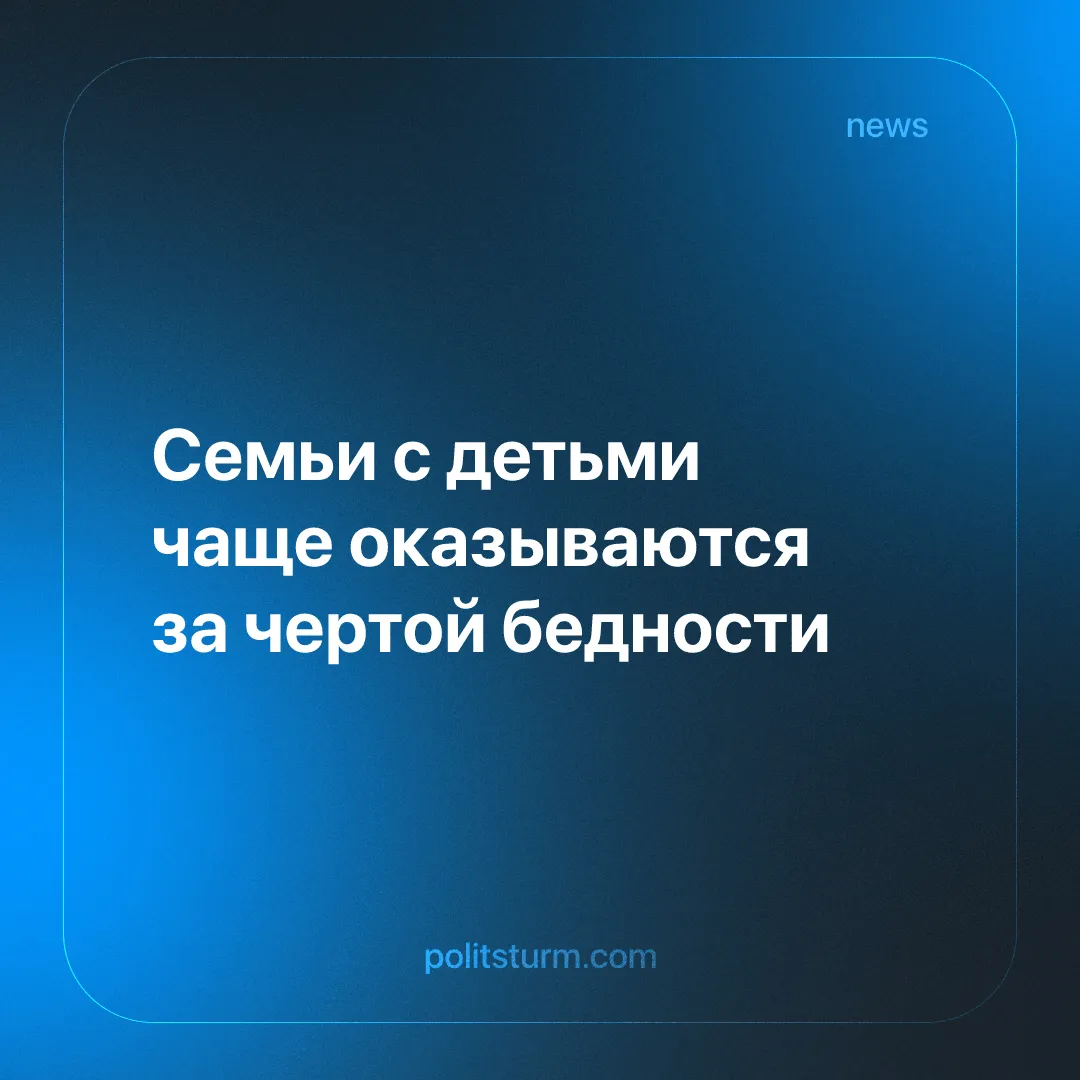 news
Семьи с детьми
чаще оказываются
за чертой бедности
politsturm.com